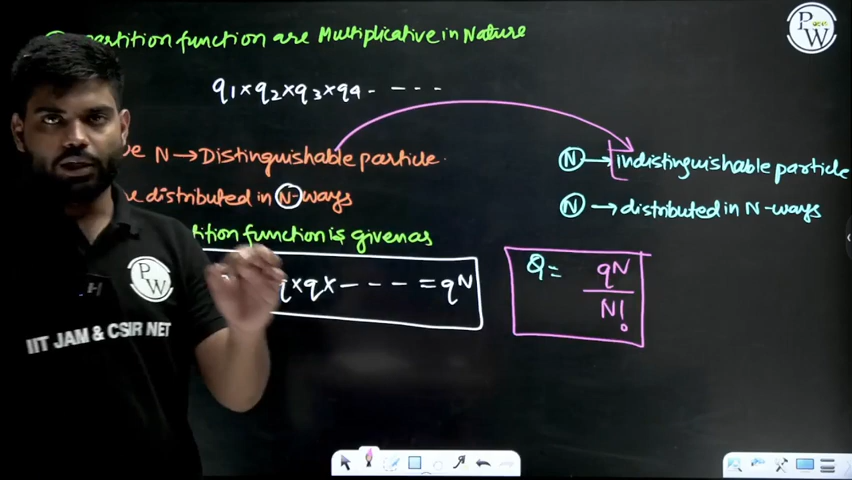 partition function are Multiplicative in Nature
q1×q2×q3×q4- - - - -
N → Distinguishable particle
distributed in N-ways
function is given as
q×q×- - - - = qN
N → indistinguishable particle
N → distributed in N-ways
Q= qN
N!
PW
PW
IIT JAM & CSIR NET